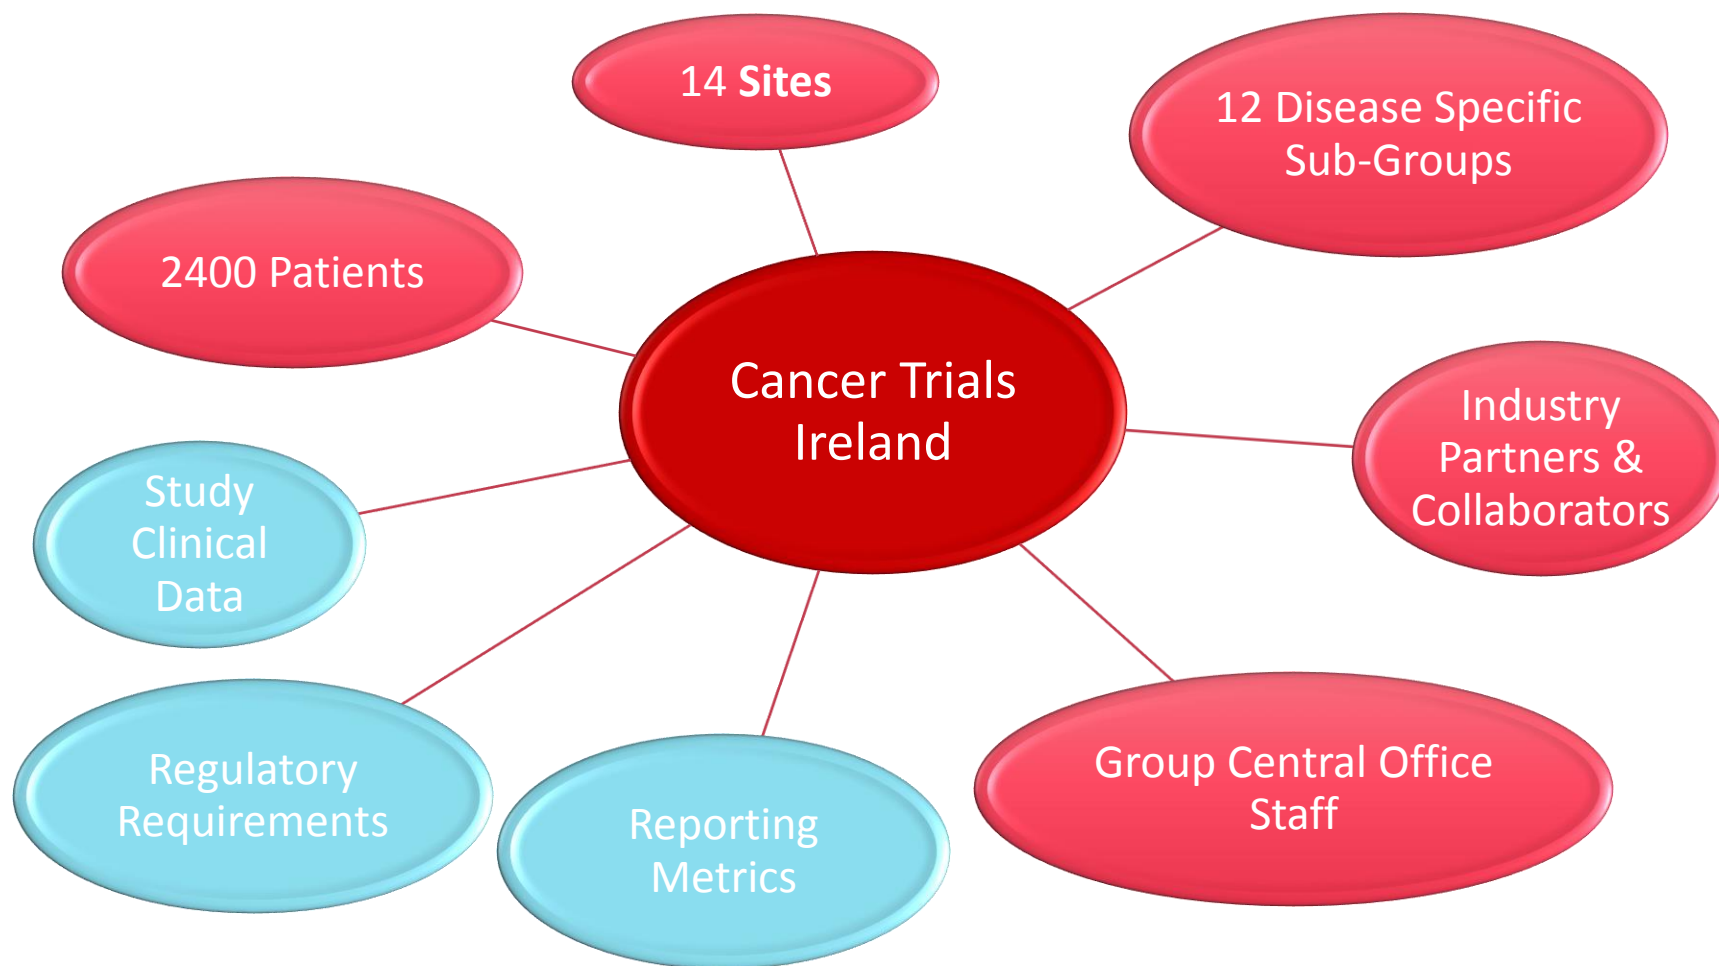 14 Sites
12 Disease Specific
Sub-Groups
2400 Patients
Cancer Trials
Ireland
Industry
Partners &
Collaborators
Study
Clinical
Data
Regulatory
Requirements
Reporting
Metrics
Group Central Office
Staff